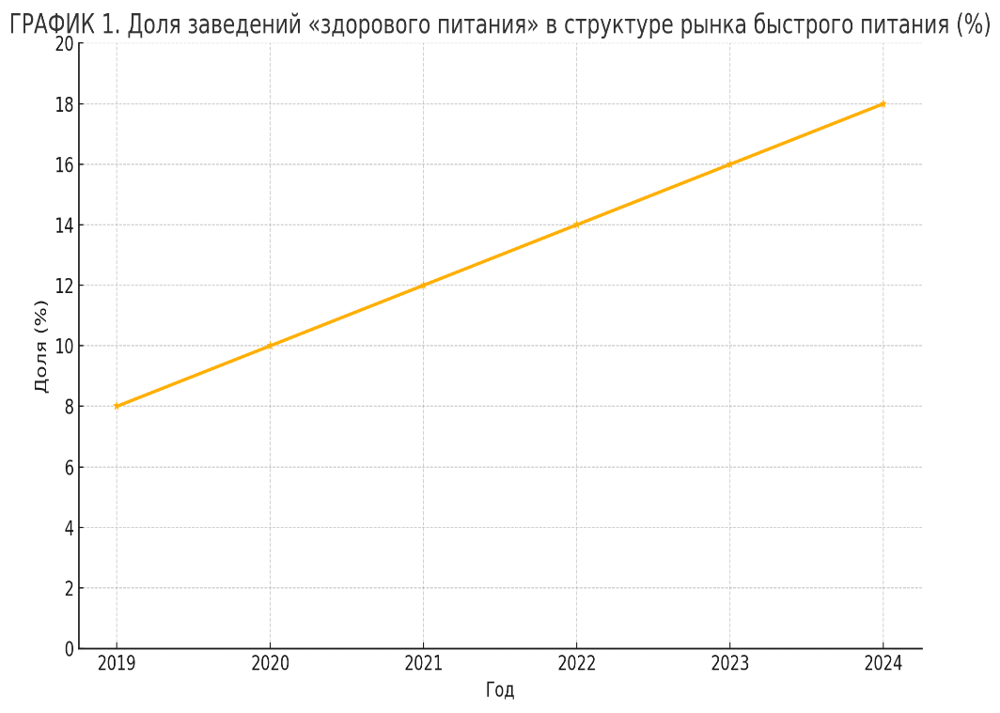 ГРАФИК 1. Доля заведений «здорового питания» в структуре рынка быстрого питания (%)
20
18
16
14
12
10
8
6
4
2
0
Доля (%)
2019 2020 2021 2022 2023 2024
Год